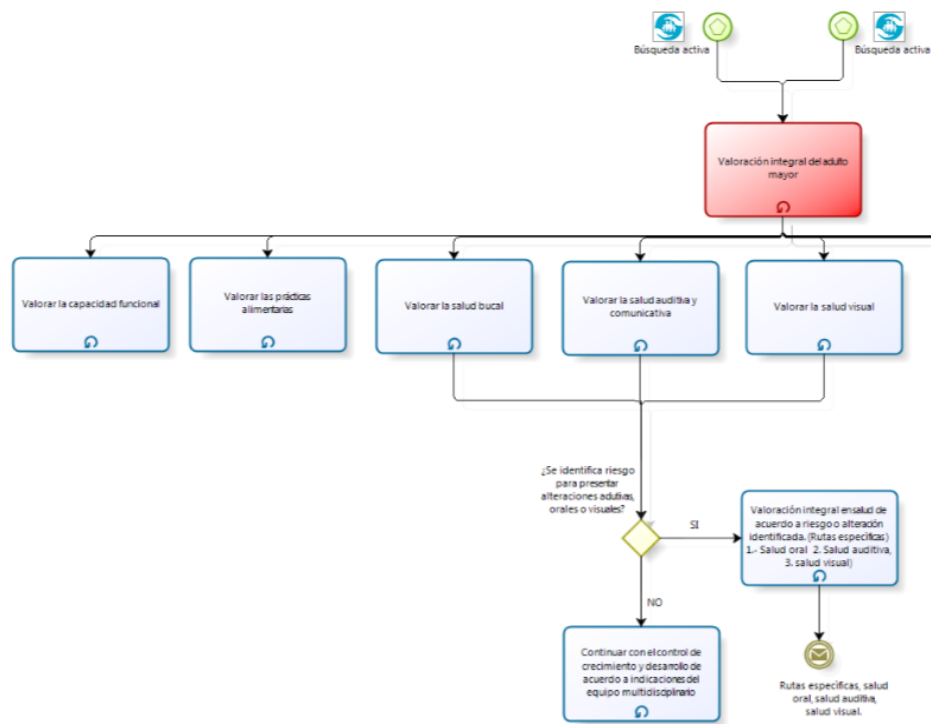 Búsqueda activa
Búsqueda activa
Valoración integral del adulto
mayor
Valorar la capacidad funcional
Valorar las prácticas
alimentarias
Valorar la salud bucal
Valorar la salud auditiva y
comunicativa
Valorar la salud visual
¿Se identifica riesgo
para presentar
alteraciones adutivas,
orales o visuales?
SI
Valoración integral en salud de
acuerdo a riesgo o alteración
identificada. (Rutas específicas)
1.- Salud oral 2. Salud auditiva,
3. salud visual)
NO
Continuar con el control de
crecimiento y desarrollo de
acuerdo a indicaciones del
equipo multidisciplinario
Rutas específicas, salud
oral, salud auditiva,
salud visual.